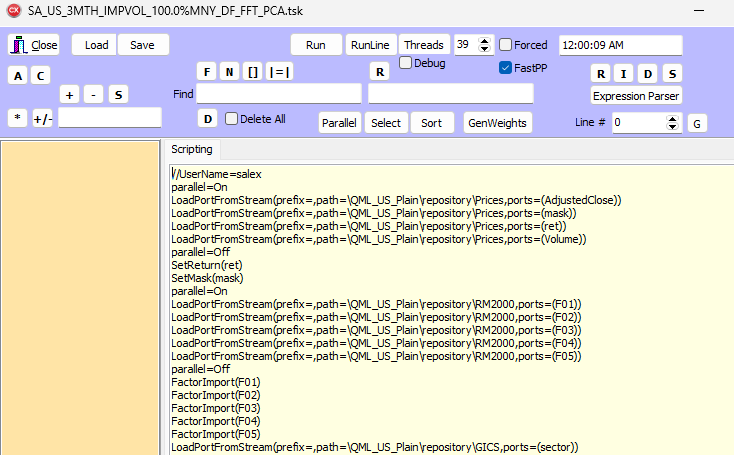 SA_US_3MTH_IMPVOL_100.0%MNY_DF_FFT_PCA.tsk
Close Load Save Run RunLine Threads 39 Forced 12:00:09 AM
Debug FastPP
A C F N [] |=| R R I D S
+ - S Find Expression Parser
* +/- D Delete All Parallel Select Sort GenWeights Line # 0 G
Scripting
//UserName=salex
parallel=On
LoadPortFromStream(prefix=,path=\QML_US_Plain\repository\Prices,ports=(AdjustedClose))
LoadPortFromStream(prefix=,path=\QML_US_Plain\repository\Prices,ports=(mask))
LoadPortFromStream(prefix=,path=\QML_US_Plain\repository\Prices,ports=(ret))
LoadPortFromStream(prefix=,path=\QML_US_Plain\repository\Prices,ports=(Volume))
parallel=Off
SetReturn(ret)
SetMask(mask)
parallel=On
LoadPortFromStream(prefix=,path=\QML_US_Plain\repository\RM2000,ports=(F01))
LoadPortFromStream(prefix=,path=\QML_US_Plain\repository\RM2000,ports=(F02))
LoadPortFromStream(prefix=,path=\QML_US_Plain\repository\RM2000,ports=(F03))
LoadPortFromStream(prefix=,path=\QML_US_Plain\repository\RM2000,ports=(F04))
LoadPortFromStream(prefix=,path=\QML_US_Plain\repository\RM2000,ports=(F05))
parallel=Off
FactorImport(F01)
FactorImport(F02)
FactorImport(F03)
FactorImport(F04)
FactorImport(F05)
LoadPortFromStream(prefix=,path=\QML_US_Plain\repository\GICS,ports=(sector))